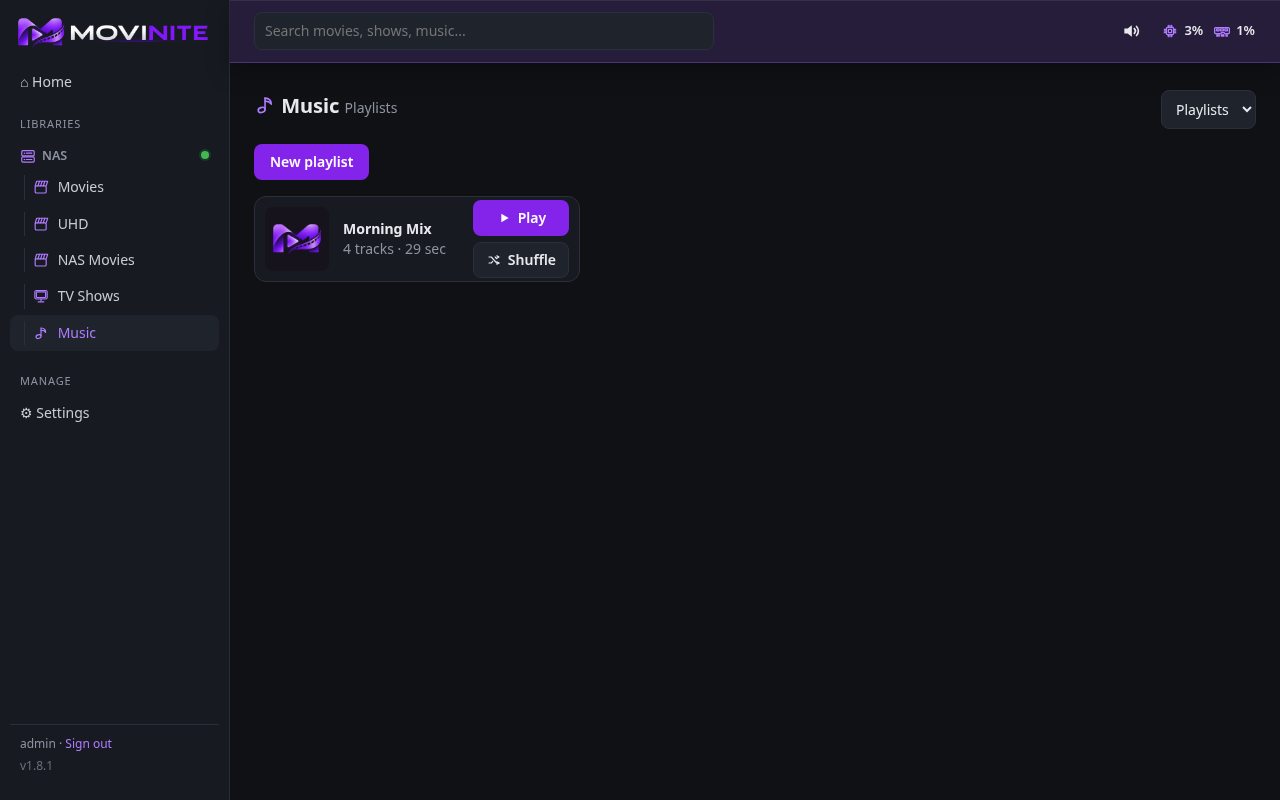 MOVINITE
Search movies, shows, music...
3%
1%
Home
LIBRARIES
NAS
Movies
UHD
NAS Movies
TV Shows
Music
MANAGE
Settings
admin · Sign out
v1.8.1
Music Playlists
Playlists
New playlist
Morning Mix
4 tracks · 29 sec
Play
Shuffle